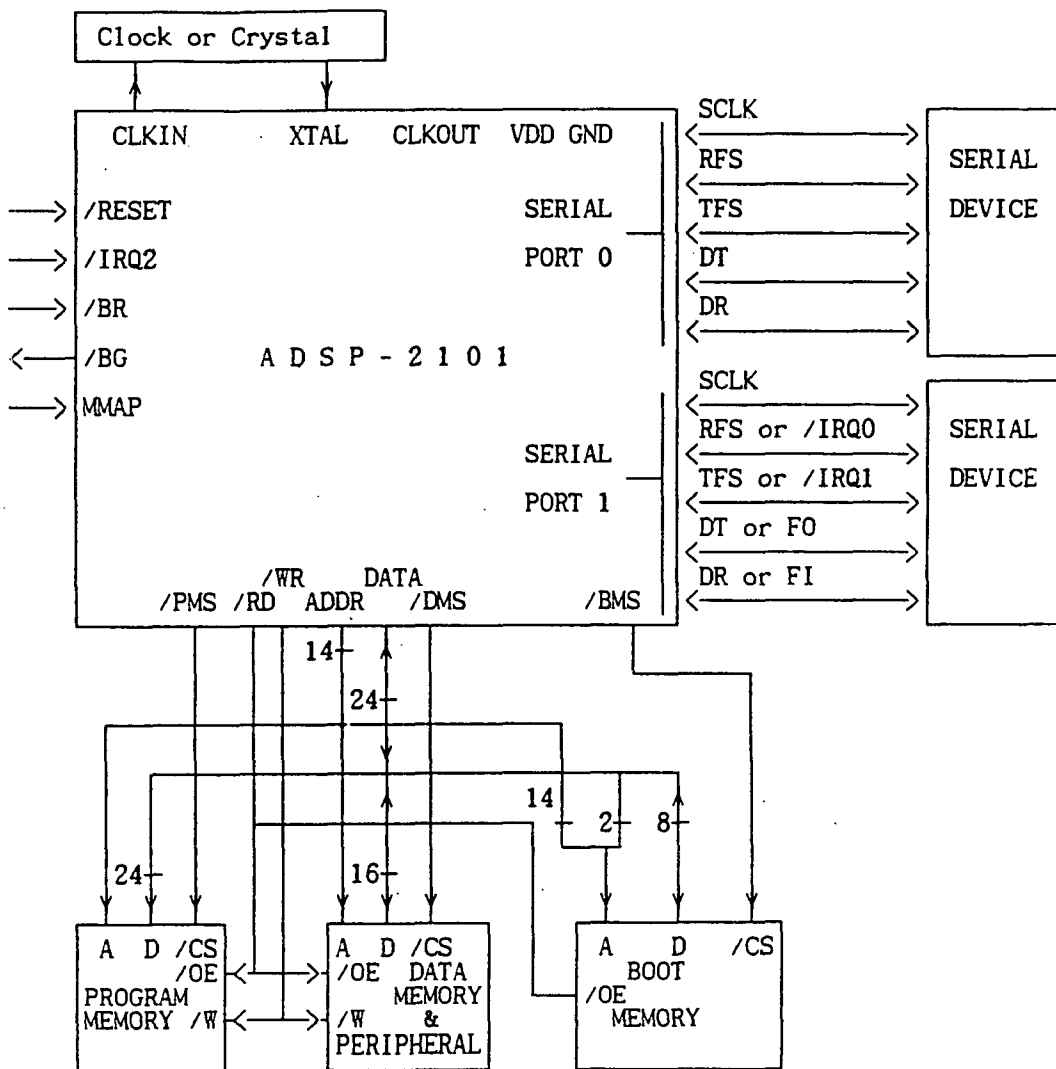 Clock or Crystal
CLKIN XTAL CLKOUT VDD GND
/RESET
/IRQ2
/BR
/BG
MMAP
A D S P - 2 1 0 1
SERIAL
PORT 0
SCLK
RFS
TFS
DT
DR
SERIAL
DEVICE
SERIAL
PORT 1
SCLK
RFS or /IRQ0
TFS or /IRQ1
DT or FO
DR or FI
SERIAL
DEVICE
/WR DATA
/PMS /RD ADDR /DMS /BMS
14
24
14
2
8
24
16
A D /CS
/OE
PROGRAM
MEMORY /W
A D /CS
/OE DATA
MEMORY
/W &
PERIPHERAL
A D /CS
BOOT
/OE
MEMORY